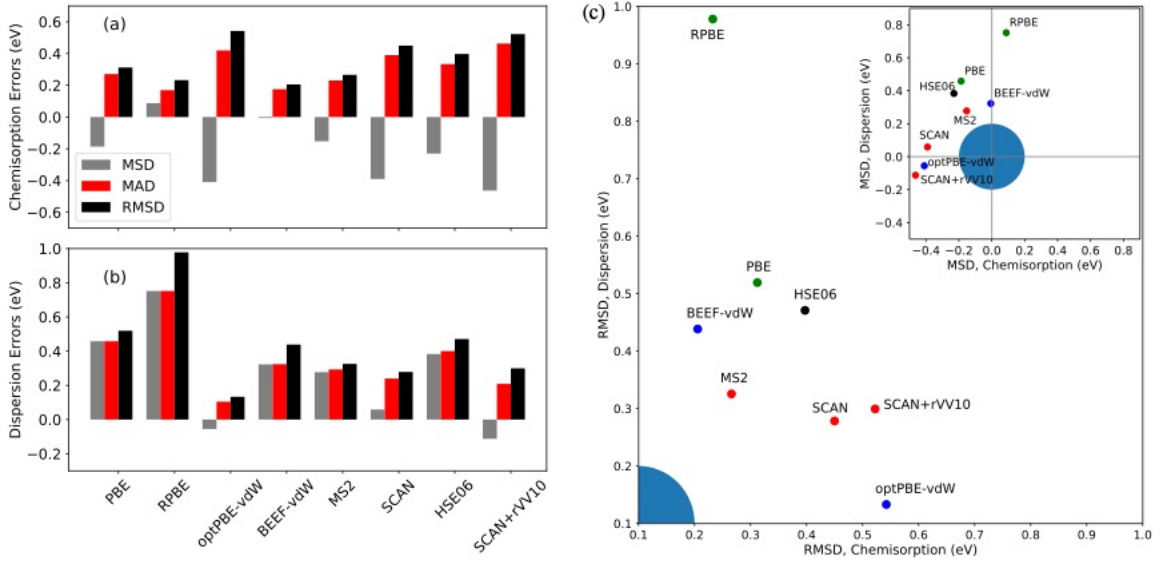 (a)
Chemisorption Errors (eV)
0.6
0.4
0.2
0.0
−0.2
−0.4
−0.6
MSD
MAD
RMSD
(b)
Dispersion Errors (eV)
1.0
0.8
0.6
0.4
0.2
0.0
−0.2
PBE
RPBE
optPBE-vdW
BEEF-vdW
MS2
SCAN
HSE06
SCAN+rVV10
(c)
RMSD, Dispersion (eV)
1.0
0.9
0.8
0.7
0.6
0.5
0.4
0.3
0.2
0.1
RPBE
PBE
HSE06
BEEF-vdW
MS2
SCAN
SCAN+rVV10
optPBE-vdW
0.1 0.2 0.3 0.4 0.5 0.6 0.7 0.8 0.9 1.0
RMSD, Chemisorption (eV)
MSD, Dispersion (eV)
0.8
0.6
0.4
0.2
0.0
−0.2
−0.4
RPBE
PBE
HSE06
BEEF-vdW
MS2
SCAN
optPBE-vdW
SCAN+rVV10
−0.4 −0.2 0.0 0.2 0.4 0.6 0.8
MSD, Chemisorption (eV)